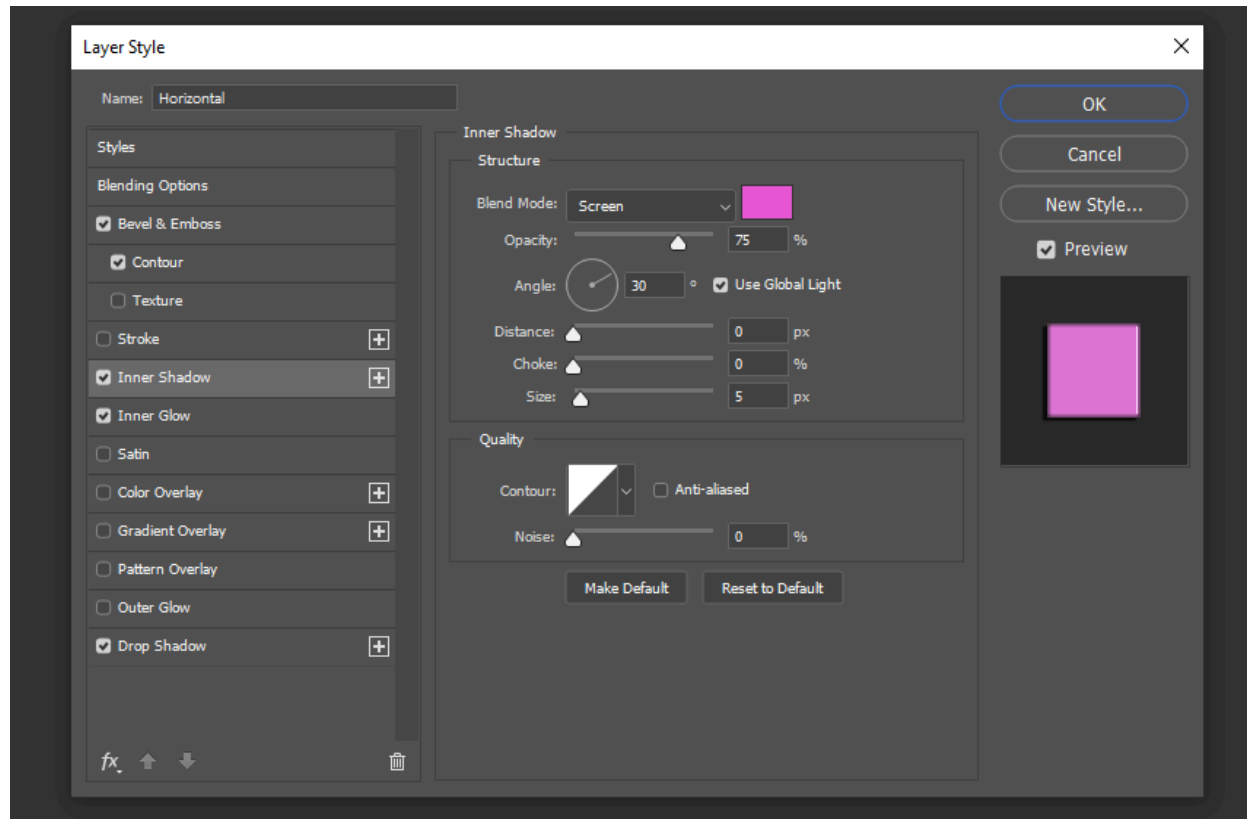 Layer Style
Name: Horizontal
Styles
Blending Options
Bevel & Emboss
Contour
Texture
Stroke
Inner Shadow
Inner Glow
Satin
Color Overlay
Gradient Overlay
Pattern Overlay
Outer Glow
Drop Shadow
fx
Inner Shadow
Structure
Blend Mode: Screen
Opacity: 75 %
Angle: 30 ° Use Global Light
Distance: 0 px
Choke: 0 %
Size: 5 px
Quality
Contour: Anti-aliased
Noise: 0 %
Make Default Reset to Default
OK
Cancel
New Style...
Preview